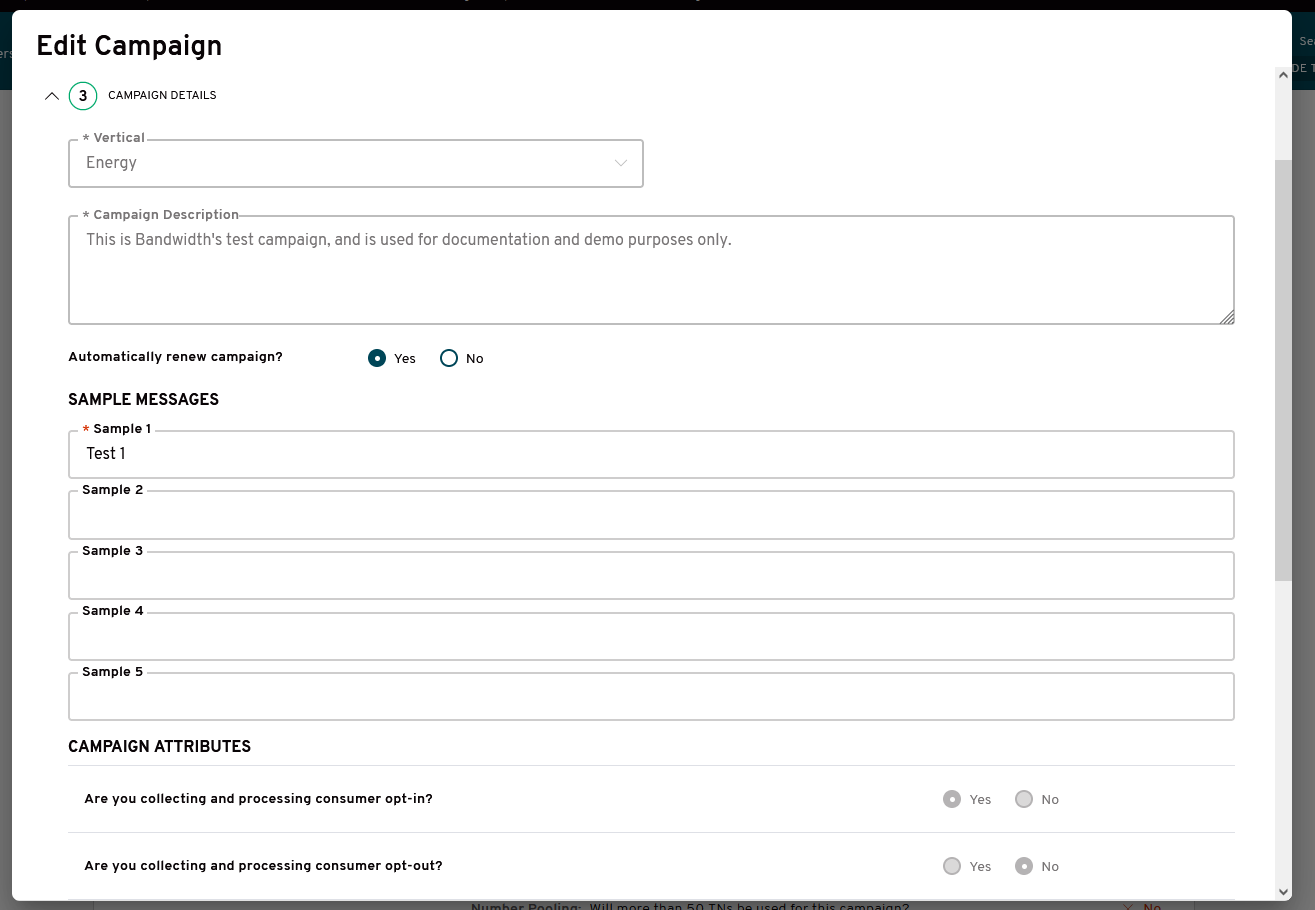 Edit Campaign
3 CAMPAIGN DETAILS
* Vertical
Energy
* Campaign Description
This is Bandwidth's test campaign, and is used for documentation and demo purposes only.
Automatically renew campaign? Yes No
SAMPLE MESSAGES
* Sample 1
Test 1
Sample 2
Sample 3
Sample 4
Sample 5
CAMPAIGN ATTRIBUTES
Are you collecting and processing consumer opt-in? Yes No
Are you collecting and processing consumer opt-out? Yes No
Number Pooling: Will more than 50 TNs be used for this campaign? No